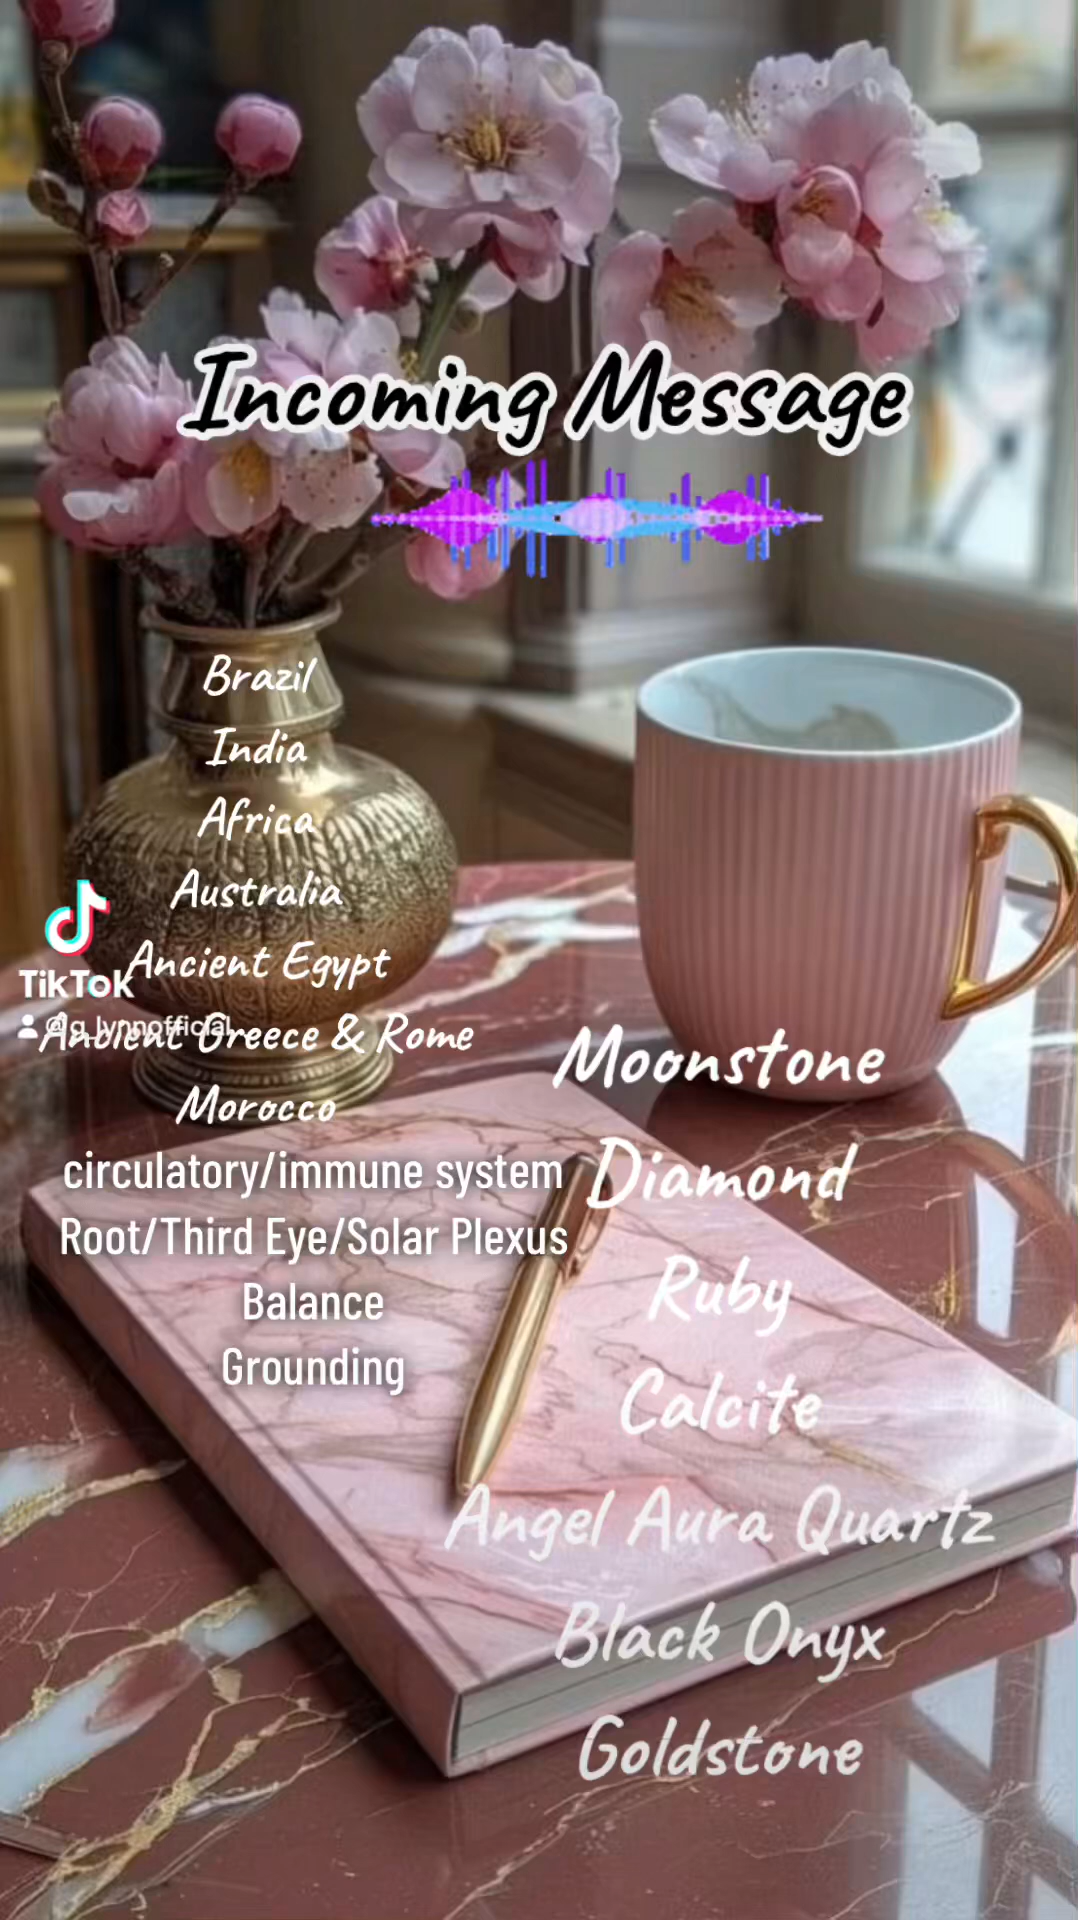 Incoming Message
Brazil
India
Africa
Australia
Ancient Egypt
Ancient Greece & Rome
Morocco
circulatory/immune system
Root/Third Eye/Solar Plexus
Balance
Grounding
TikTok
@g_lynnofficial
Moonstone
Diamond
Ruby
Calcite
Angel Aura Quartz
Black Onyx
Goldstone